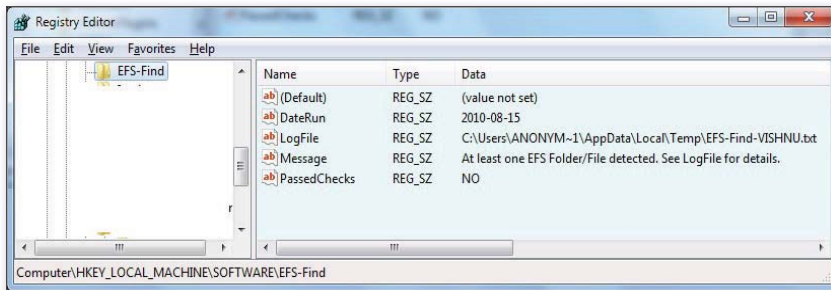 Registry Editor
File Edit View Favorites Help
EFS-Find
Name Type Data
(Default) REG_SZ (value not set)
DateRun REG_SZ 2010-08-15
LogFile REG_SZ C:\Users\ANONYM~1\AppData\Local\Temp\EFS-Find-VISHNU.txt
Message REG_SZ At least one EFS Folder/File detected. See LogFile for details.
PassedChecks REG_SZ NO
Computer\HKEY_LOCAL_MACHINE\SOFTWARE\EFS-Find